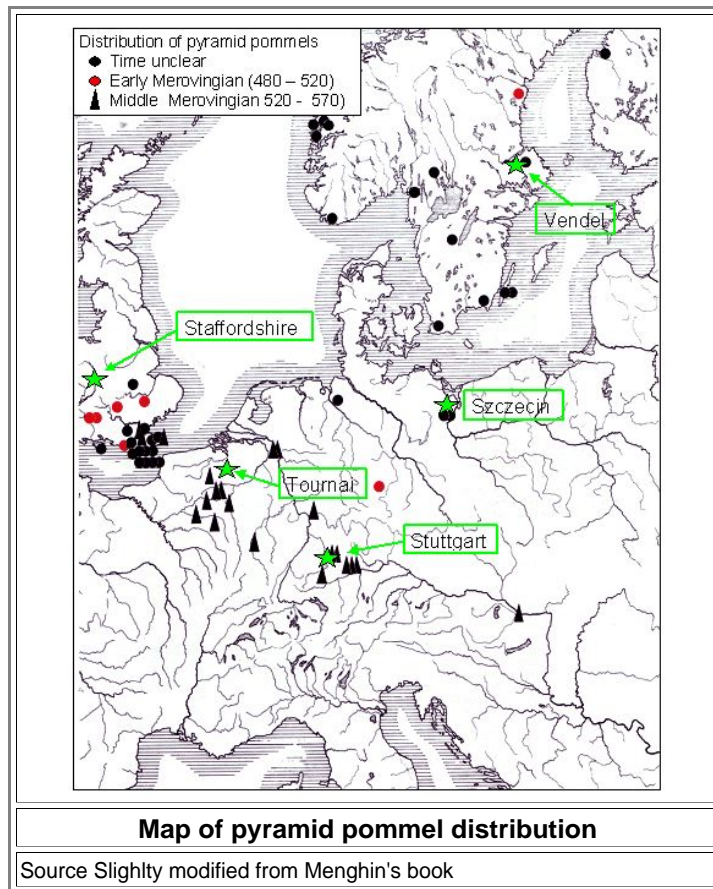 Distribution of pyramid pommels
Time unclear
Early Merovingian (480 – 520)
Middle Merovingian 520 - 570)
Vendel
Staffordshire
Szczecin
Tournai
Stuttgart
Map of pyramid pommel distribution
Source Slighlty modified from Menghin's book